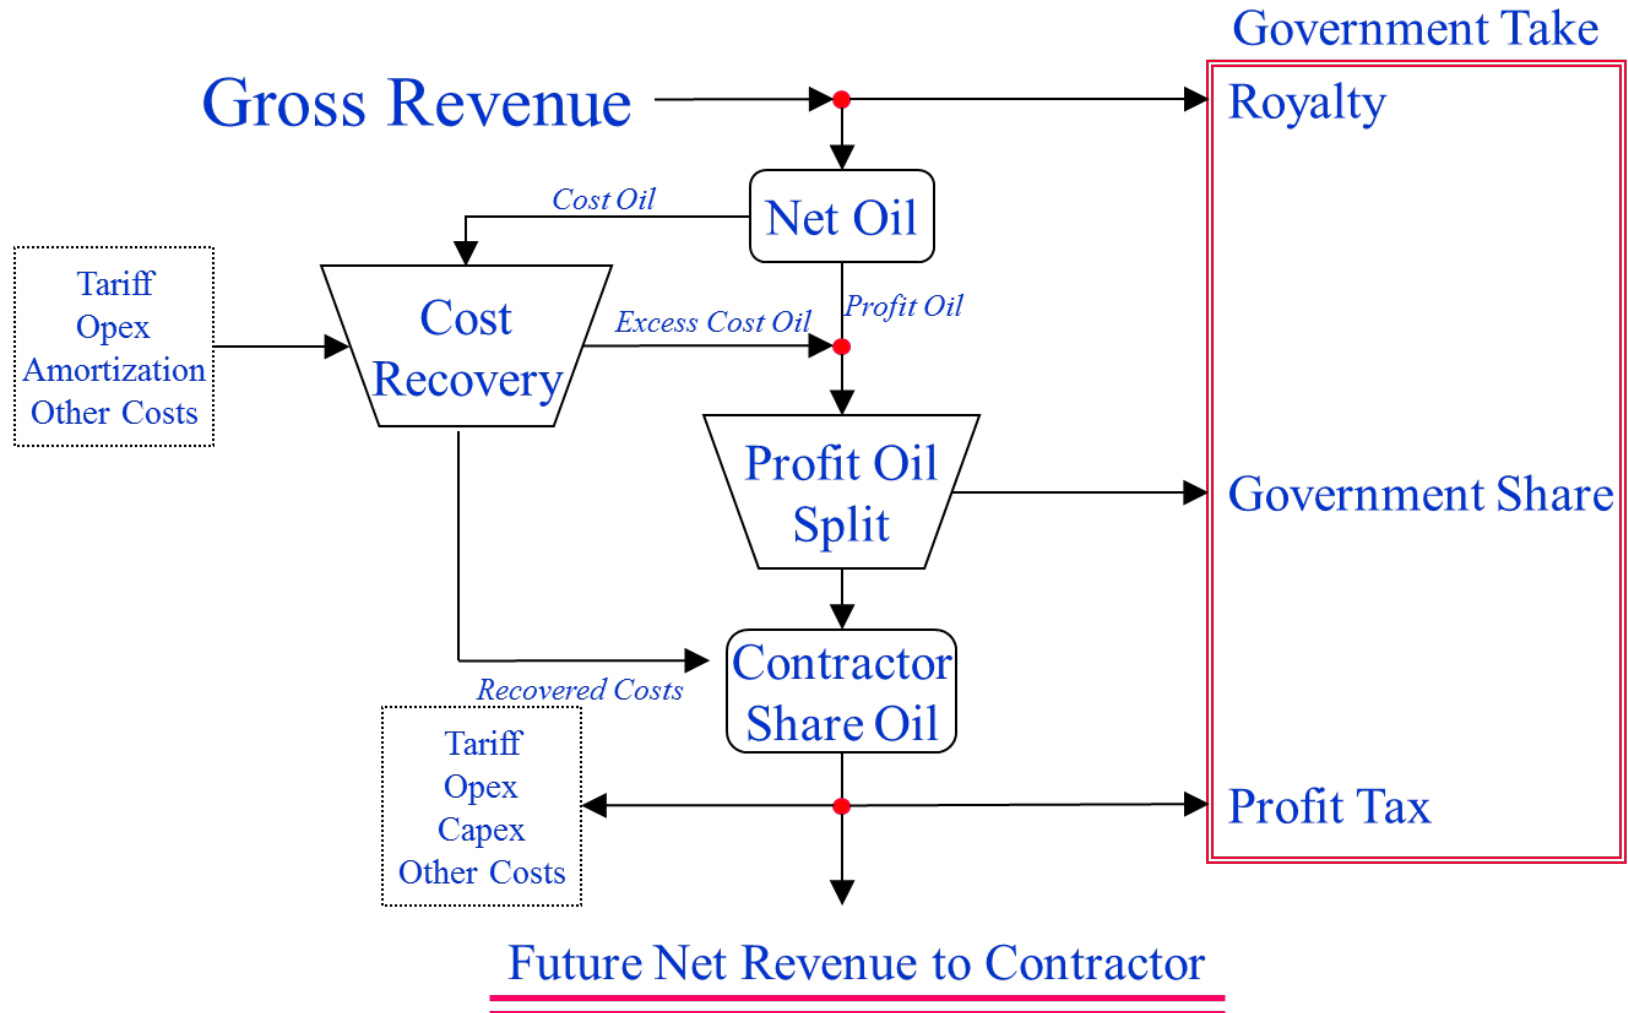 Government Take
Gross Revenue
Royalty
Cost Oil
Net Oil
Tariff
Opex
Amortization
Other Costs
Cost
Recovery
Excess Cost Oil
Profit Oil
Profit Oil
Split
Government Share
Contractor
Share Oil
Recovered Costs
Tariff
Opex
Capex
Other Costs
Profit Tax
Future Net Revenue to Contractor